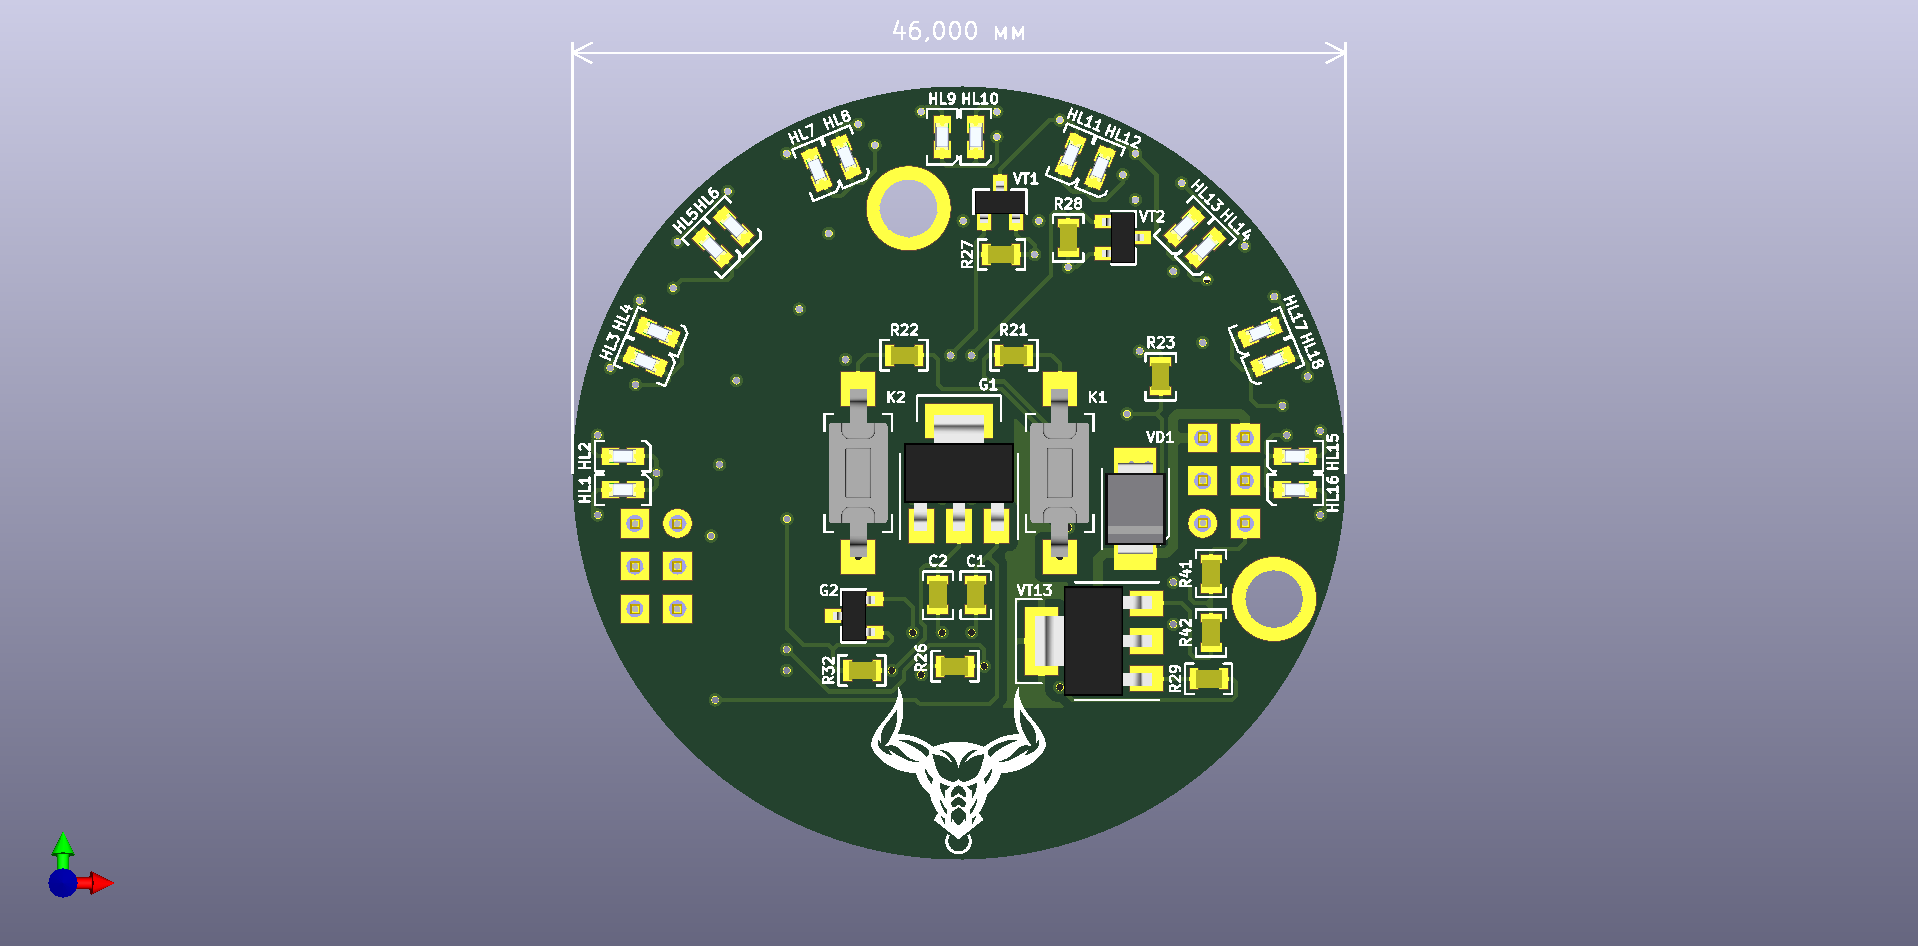 46,000 мм
HL9 HL10
HL7 HL8
HL11 HL12
VT1
HL5 HL6
R28
VT2
HL13 HL14
R27
HL3 HL4
R22
R21
R23
HL17 HL18
G1
K2
K1
VD1
HL2
HL1
HL15
HL16
C2
C1
G2
VT13
R41
R42
R32
R26
R29